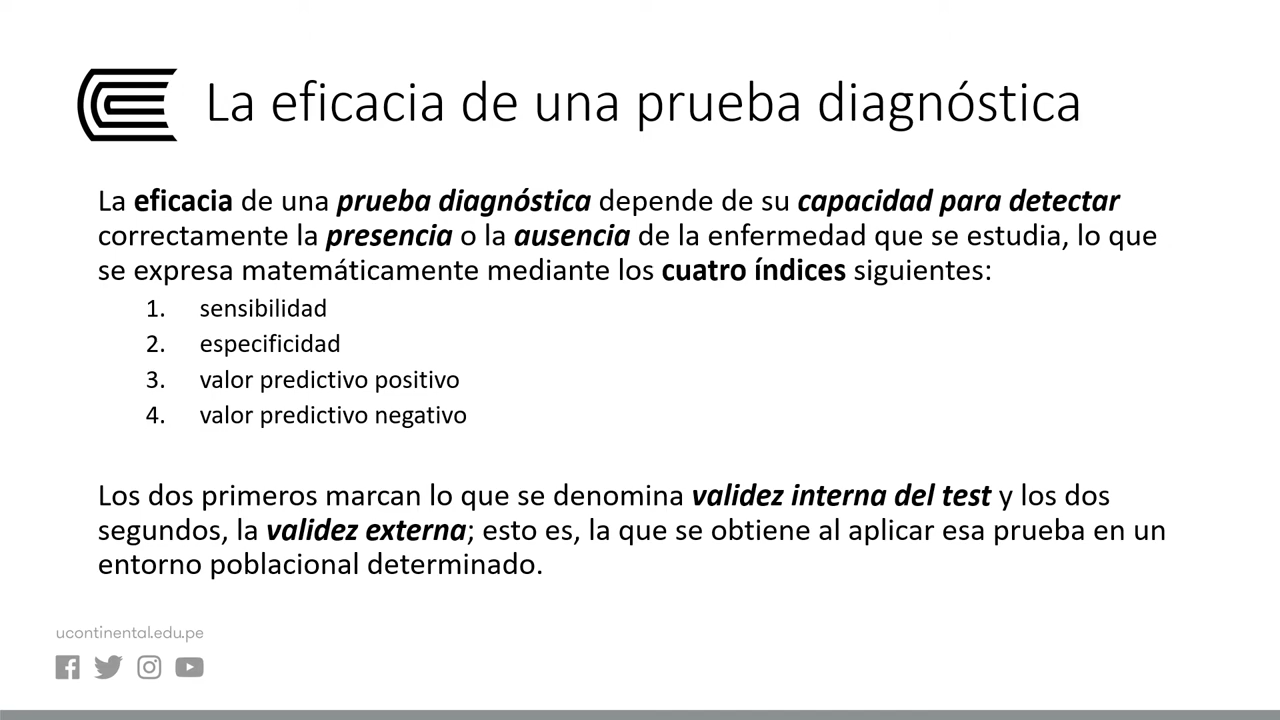 La eficacia de una prueba diagnóstica
La eficacia de una prueba diagnóstica depende de su capacidad para detectar
correctamente la presencia o la ausencia de la enfermedad que se estudia, lo que
se expresa matemáticamente mediante los cuatro índices siguientes:
1. sensibilidad
2. especificidad
3. valor predictivo positivo
4. valor predictivo negativo
Los dos primeros marcan lo que se denomina validez interna del test y los dos
segundos, la validez externa; esto es, la que se obtiene al aplicar esa prueba en un
entorno poblacional determinado.
ucontinental.edu.pe